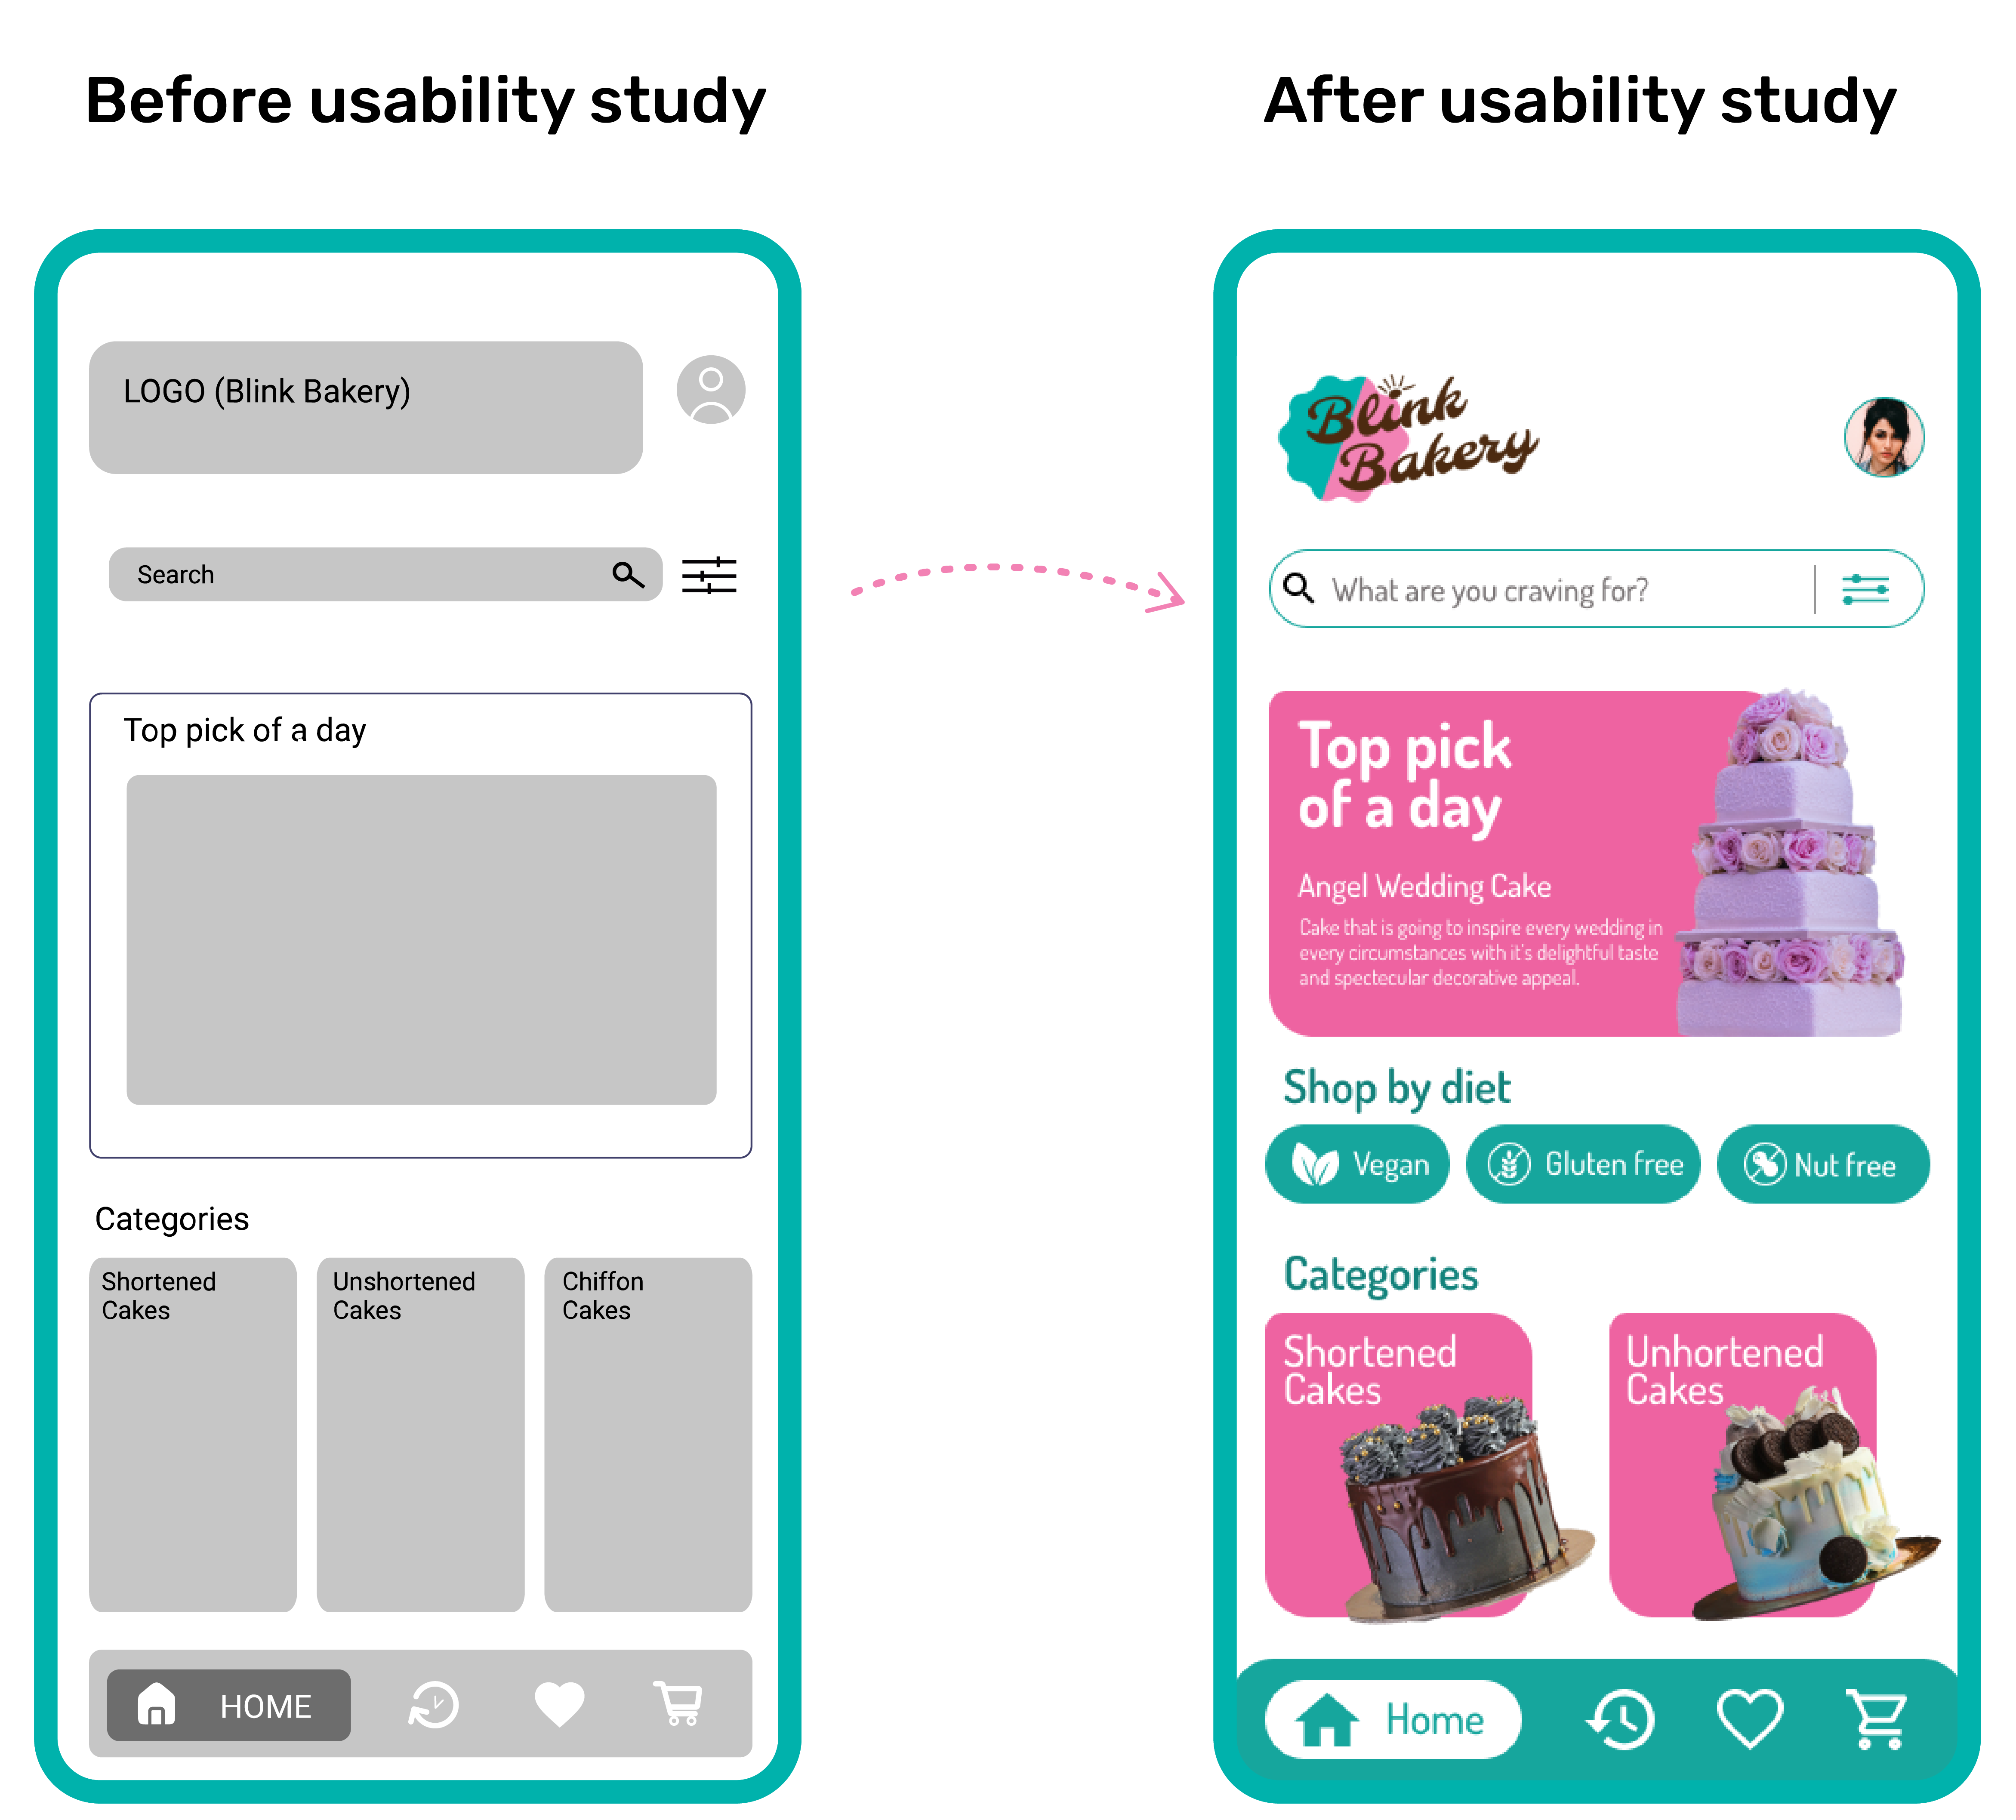 Before usability study
After usability study
LOGO (Blink Bakery)
Search
Top pick of a day
Categories
Shortened
Cakes
Unshortened
Cakes
Chiffon
Cakes
HOME
Blink
Bakery
What are you craving for?
Top pick
of a day
Angel Wedding Cake
Cake that is going to inspire every wedding in
every circumstances with it's delightful taste
and spectecular decorative appeal.
Shop by diet
Vegan
Gluten free
Nut free
Categories
Shortened
Cakes
Unhortened
Cakes
Home